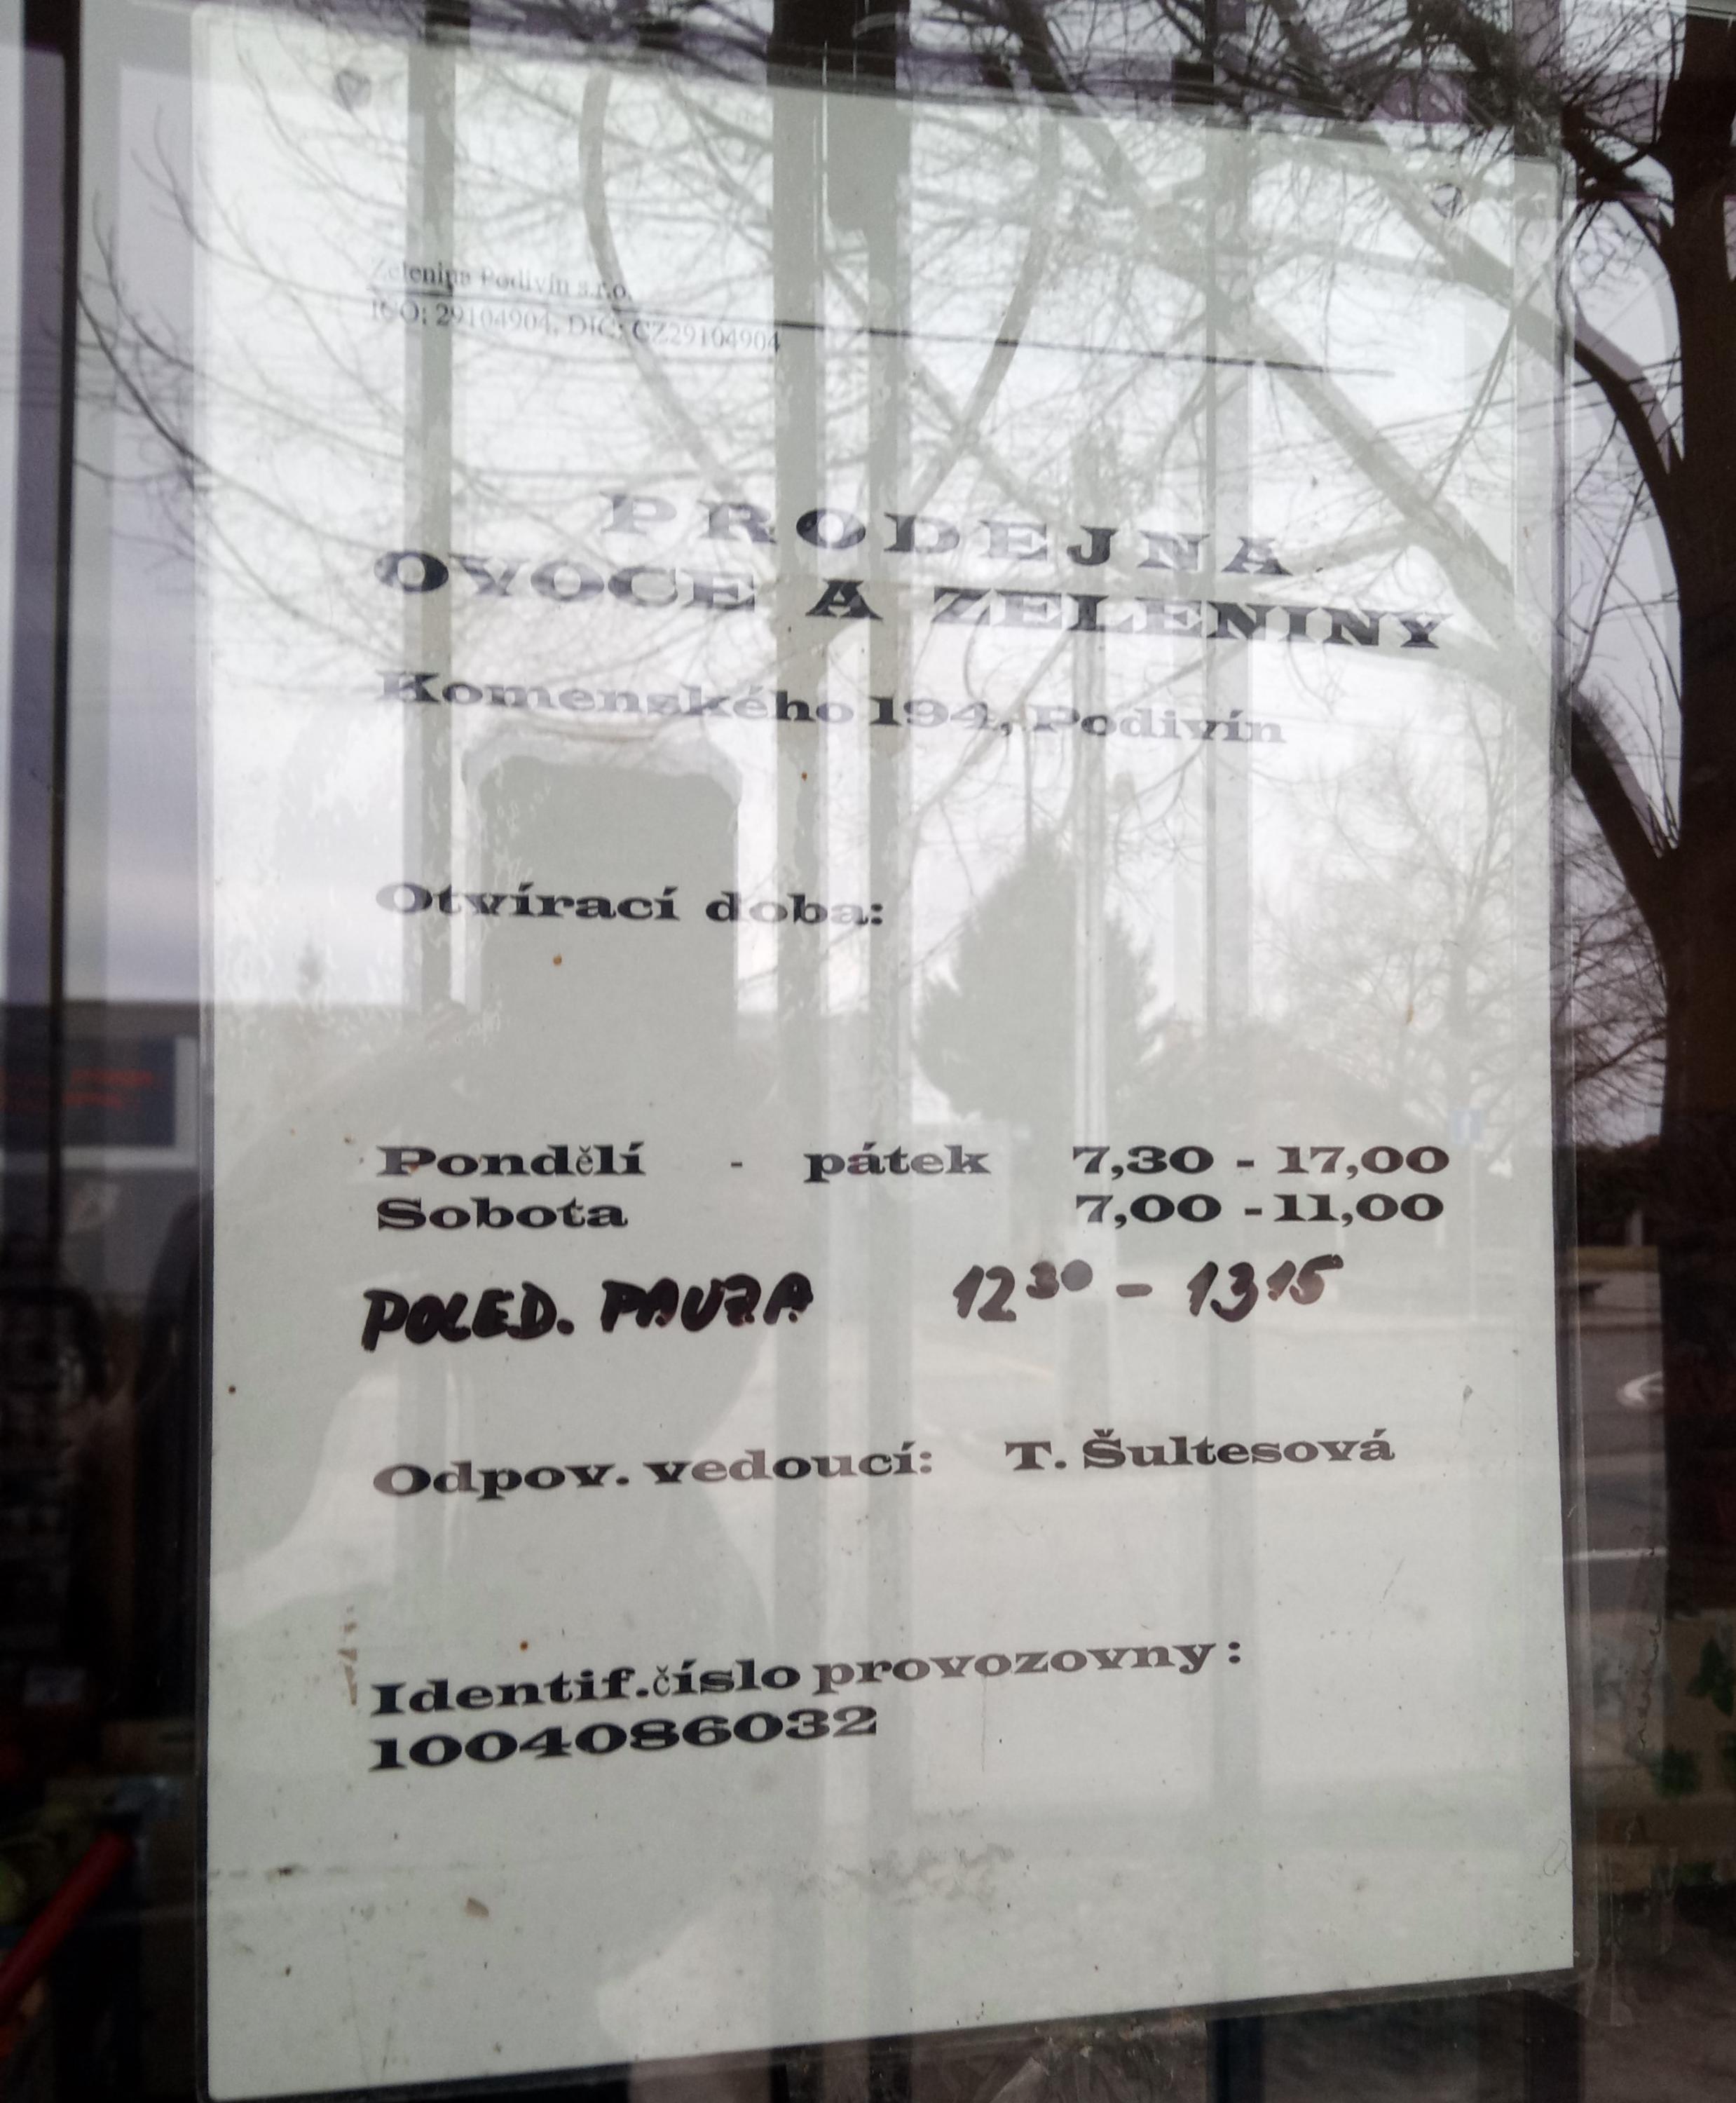 Zelenina Podivín s.r.o.
IČO: 29104904, DIČ: CZ29104904
PRODEJNA
OVOCE A ZELENINY
Komenského 194, Podivín
Otvírací doba:
Pondělí - pátek 7,30 - 17,00
Sobota 7,00 - 11,00
POLED. PAUZA 12³⁰ - 13¹⁵
Odpov. vedoucí: T. Šultesová
Identif.číslo provozovny:
1004086032